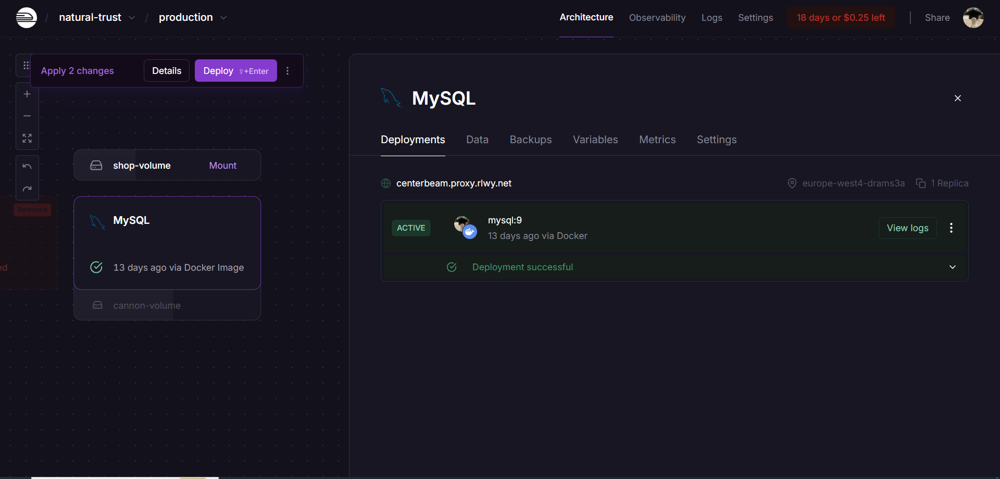 / natural-trust / production
Architecture Observability Logs Settings 18 days or $0.25 left Share
Apply 2 changes Details Deploy ⇧+Enter
shop-volume Mount
Removed
MySQL
ed
13 days ago via Docker Image
cannon-volume
MySQL
Deployments Data Backups Variables Metrics Settings
centerbeam.proxy.rlwy.net europe-west4-drams3a 1 Replica
ACTIVE mysql:9 View logs
13 days ago via Docker
Deployment successful